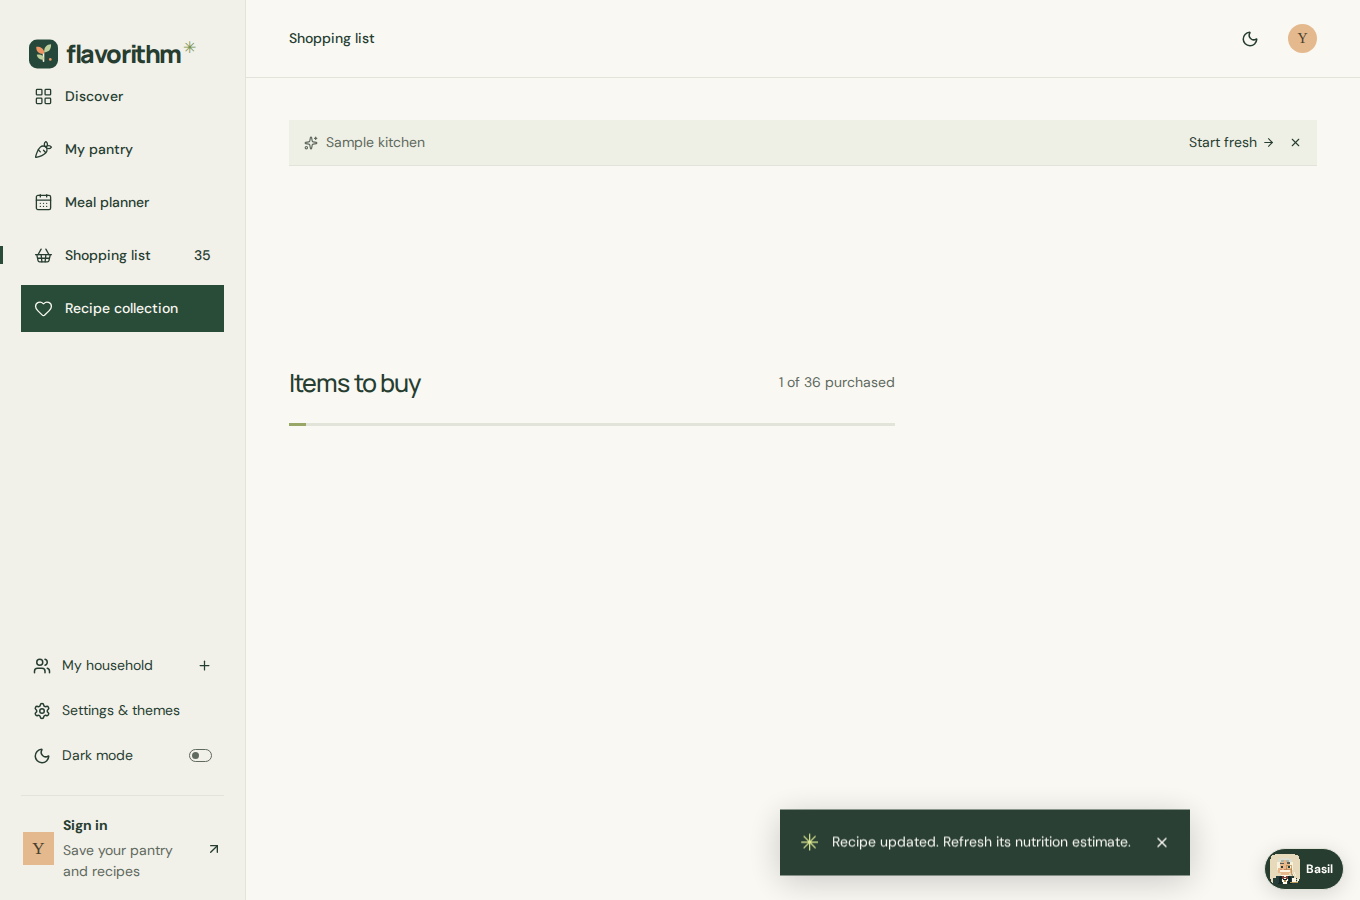 flavorithm
Discover
My pantry
Meal planner
Shopping list 35
Recipe collection
My household
Settings & themes
Dark mode
Y
Sign in
Save your pantry
and recipes
Shopping list
Y
Sample kitchen
Start fresh
Items to buy
1 of 36 purchased
Recipe updated. Refresh its nutrition estimate.
Basil